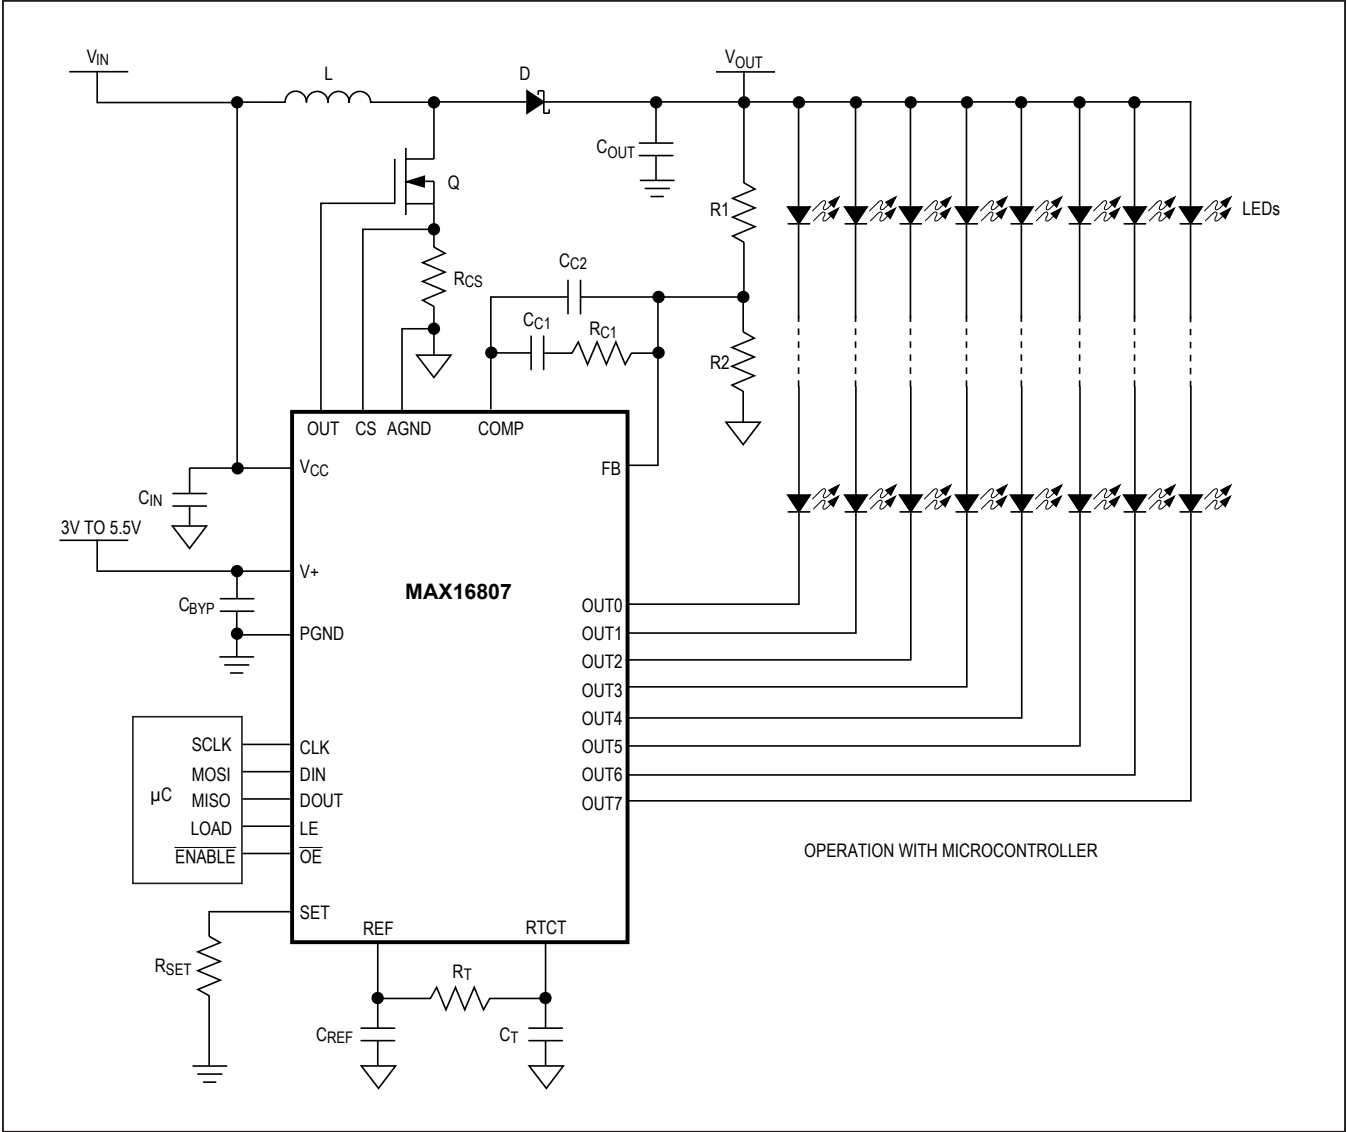 VIN
L
D
VOUT
COUT
Q
R1
LEDs
CC2
RCS
CC1
RC1
R2
OUT
CS
AGND
COMP
VCC
FB
CIN
3V TO 5.5V
V+
MAX16807
CBYP
OUT0
PGND
OUT1
OUT2
OUT3
OUT4
SCLK
CLK
OUT5
MOSI
DIN
OUT6
µC
MISO
DOUT
OUT7
LOAD
LE
ENABLE
OE
OPERATION WITH MICROCONTROLLER
SET
REF
RTCT
RSET
RT
CREF
CT